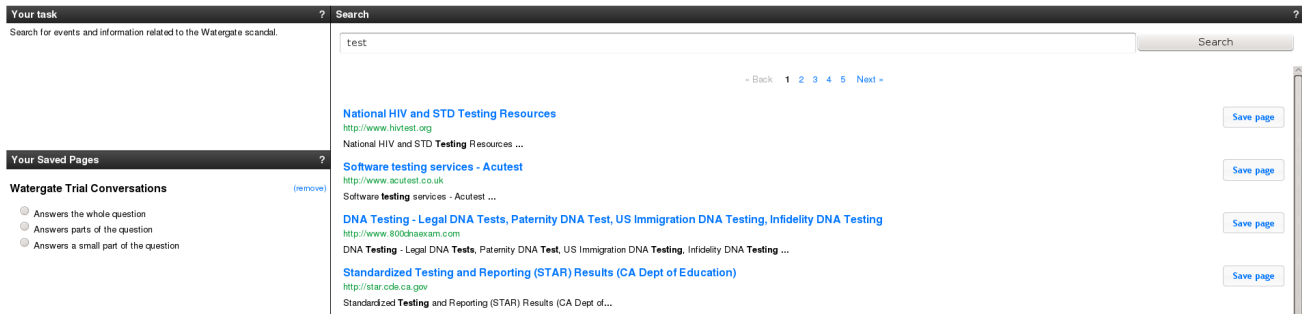 Your task ?
Search for events and information related to the Watergate scandal.
Your Saved Pages ?
Watergate Trial Conversations (remove)
Answers the whole question
Answers parts of the question
Answers a small part of the question
Search ?
test Search
« Back 1 2 3 4 5 Next »
National HIV and STD Testing Resources
http://www.hivtest.org
National HIV and STD Testing Resources ...
Save page
Software testing services - Acutest
http://www.acutest.co.uk
Software testing services - Acutest ...
Save page
DNA Testing - Legal DNA Tests, Paternity DNA Test, US Immigration DNA Testing, Infidelity DNA Testing
http://www.800dnaexam.com
DNA Testing - Legal DNA Tests, Paternity DNA Test, US Immigration DNA Testing, Infidelity DNA Testing ...
Save page
Standardized Testing and Reporting (STAR) Results (CA Dept of Education)
http://star.cde.ca.gov
Standardized Testing and Reporting (STAR) Results (CA Dept of...
Save page